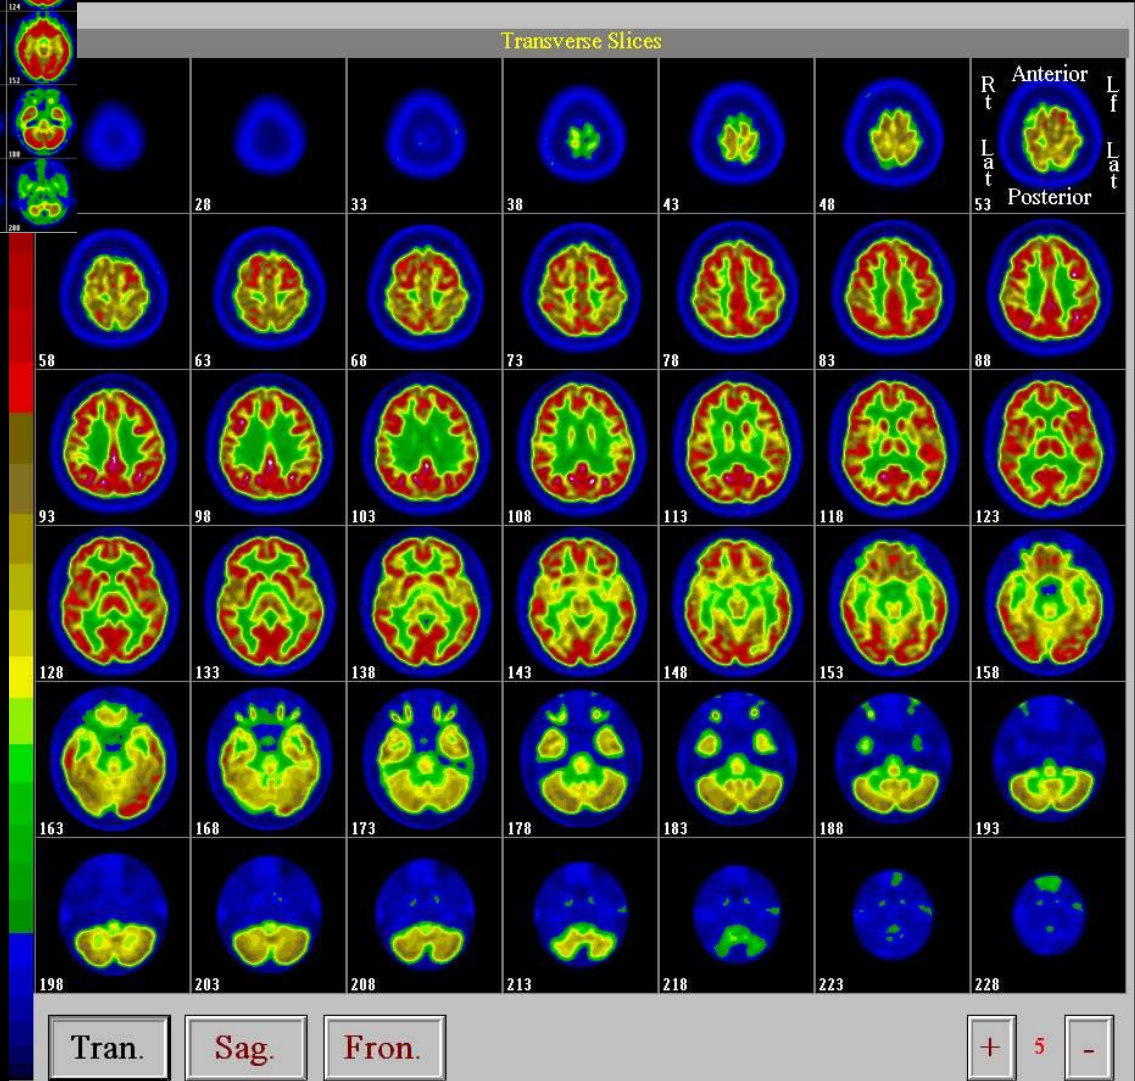 124
152
Transverse Slices
Anterior
Rt Lat
Lf Lat
Posterior
28 33 38 43 48 53
58 63 68 73 78 83 88
93 98 103 108 113 118 123
128 133 138 143 148 153 158
163 168 173 178 183 188 193
198 203 208 213 218 223 228
Tran. Sag. Fron. + 5 -